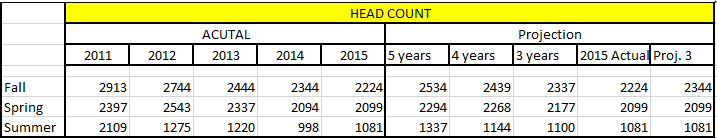 HEAD COUNT
ACUTAL Projection
2011 2012 2013 2014 2015 5 years 4 years 3 years 2015 Actual Proj. 3
Fall 2913 2744 2444 2344 2224 2534 2439 2337 2224 2344
Spring 2397 2543 2337 2094 2099 2294 2268 2177 2099 2099
Summer 2109 1275 1220 998 1081 1337 1144 1100 1081 1081